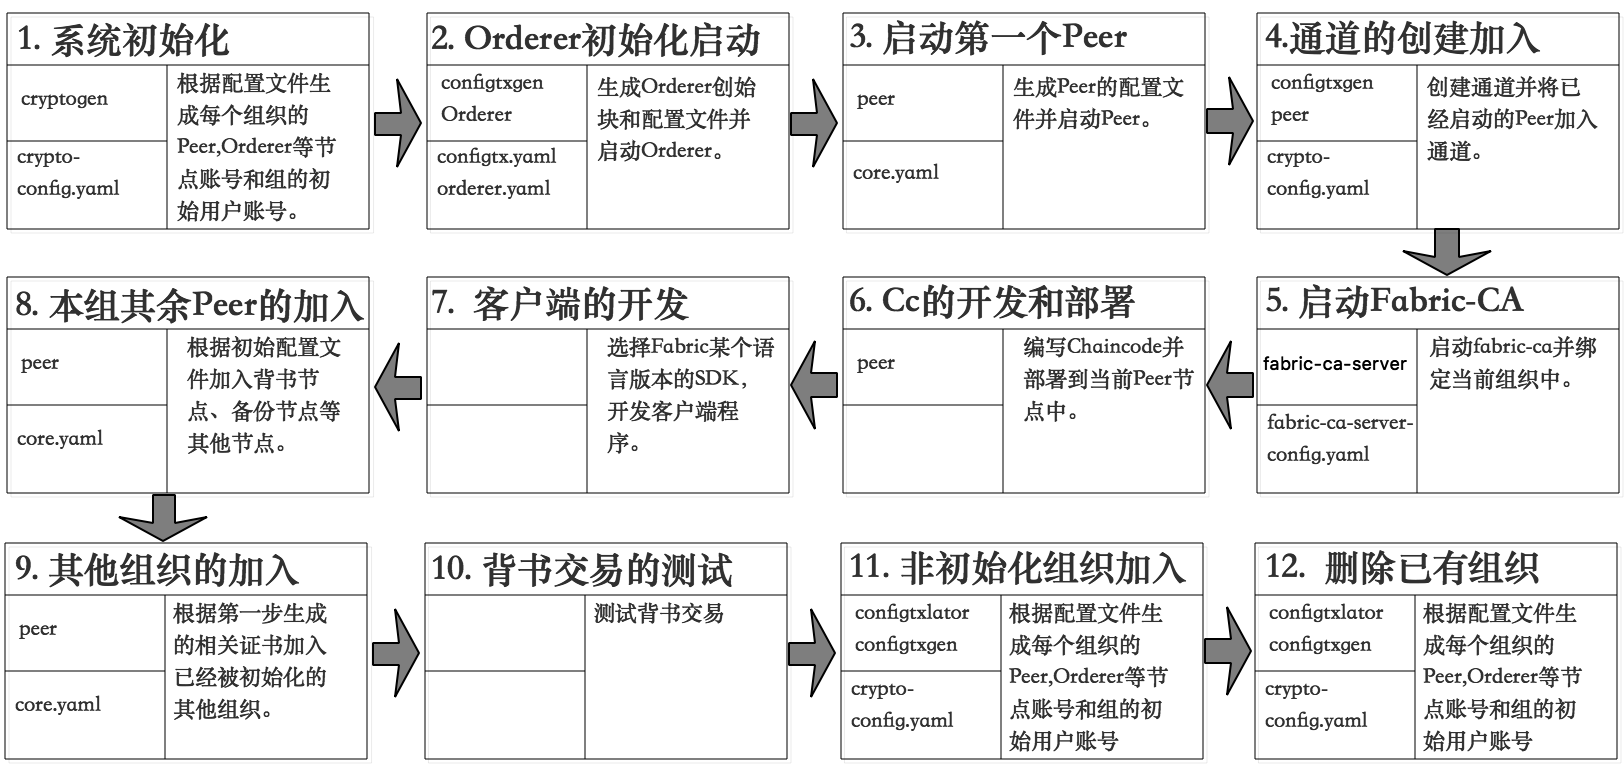 1. 系统初始化
cryptogen
crypto-
config.yaml
根据配置文件生
成每个组织的
Peer,Orderer等节
点账号和组的初
始用户账号。
2. Orderer初始化启动
configtxgen
Orderer
configtx.yaml
orderer.yaml
生成Orderer创始
块和配置文件并
启动Orderer。
3. 启动第一个Peer
peer
core.yaml
生成Peer的配置文
件并启动Peer。
4.通道的创建加入
configtxgen
peer
crypto-
config.yaml
创建通道并将已
经启动的Peer加入
通道。
5. 启动Fabric-CA
fabric-ca-server
fabric-ca-server-
config.yaml
启动fabric-ca并绑
定当前组织中。
6. Cc的开发和部署
peer
编写Chaincode并
部署到当前Peer节
点中。
7. 客户端的开发
选择Fabric某个语
言版本的SDK，
开发客户端程
序。
8. 本组其余Peer的加入
peer
core.yaml
根据初始配置文
件加入背书节
点、备份节点等
其他节点。
9. 其他组织的加入
peer
core.yaml
根据第一步生成
的相关证书加入
已经被初始化的
其他组织。
10. 背书交易的测试
测试背书交易
11. 非初始化组织加入
configtxlator
configtxgen
crypto-
config.yaml
根据配置文件生
成每个组织的
Peer,Orderer等节
点账号和组的初
始用户账号
12. 删除已有组织
configtxlator
configtxgen
crypto-
config.yaml
根据配置文件生
成每个组织的
Peer,Orderer等节
点账号和组的初
始用户账号